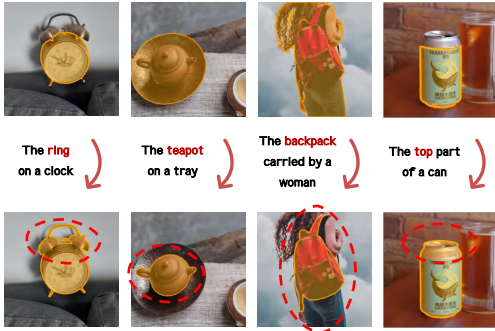 The ring
on a clock
The teapot
on a tray
The backpack
carried by a
woman
The top part
of a can